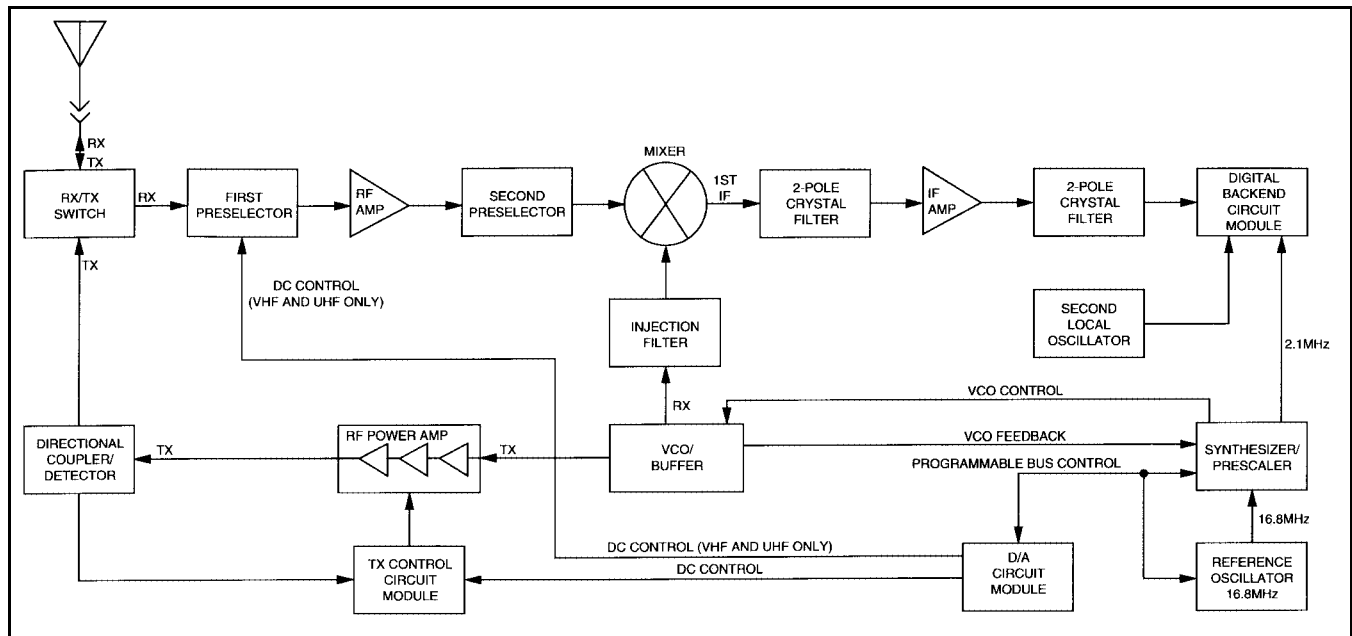 RX
TX
RX/TX
SWITCH
RX
FIRST
PRESELECTOR
RF
AMP
SECOND
PRESELECTOR
MIXER
1ST
IF
2-POLE
CRYSTAL
FILTER
IF
AMP
2-POLE
CRYSTAL
FILTER
DIGITAL
BACKEND
CIRCUIT
MODULE
TX
DC CONTROL
(VHF AND UHF ONLY)
INJECTION
FILTER
SECOND
LOCAL
OSCILLATOR
2.1MHz
RX
VCO CONTROL
DIRECTIONAL
COUPLER/
DETECTOR
TX
RF POWER AMP
TX
VCO/
BUFFER
VCO FEEDBACK
PROGRAMMABLE BUS CONTROL
SYNTHESIZER/
PRESCALER
16.8MHz
DC CONTROL (VHF AND UHF ONLY)
DC CONTROL
TX CONTROL
CIRCUIT
MODULE
D/A
CIRCUIT
MODULE
REFERENCE
OSCILLATOR
16.8MHz